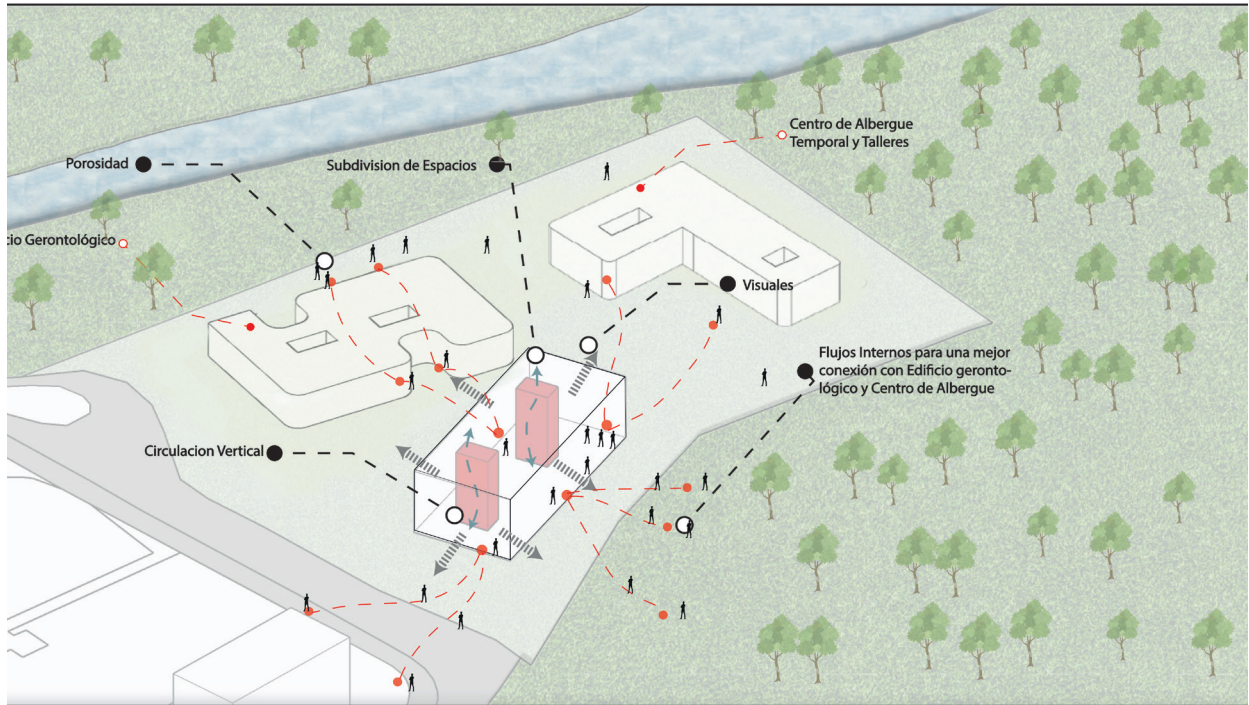 Centro de Albergue
Temporal y Talleres
Porosidad
Subdivision de Espacios
cio Gerontológico
Visuales
Flujos Internos para una mejor
conexión con Edificio geronto-
lógico y Centro de Albergue
Circulacion Vertical